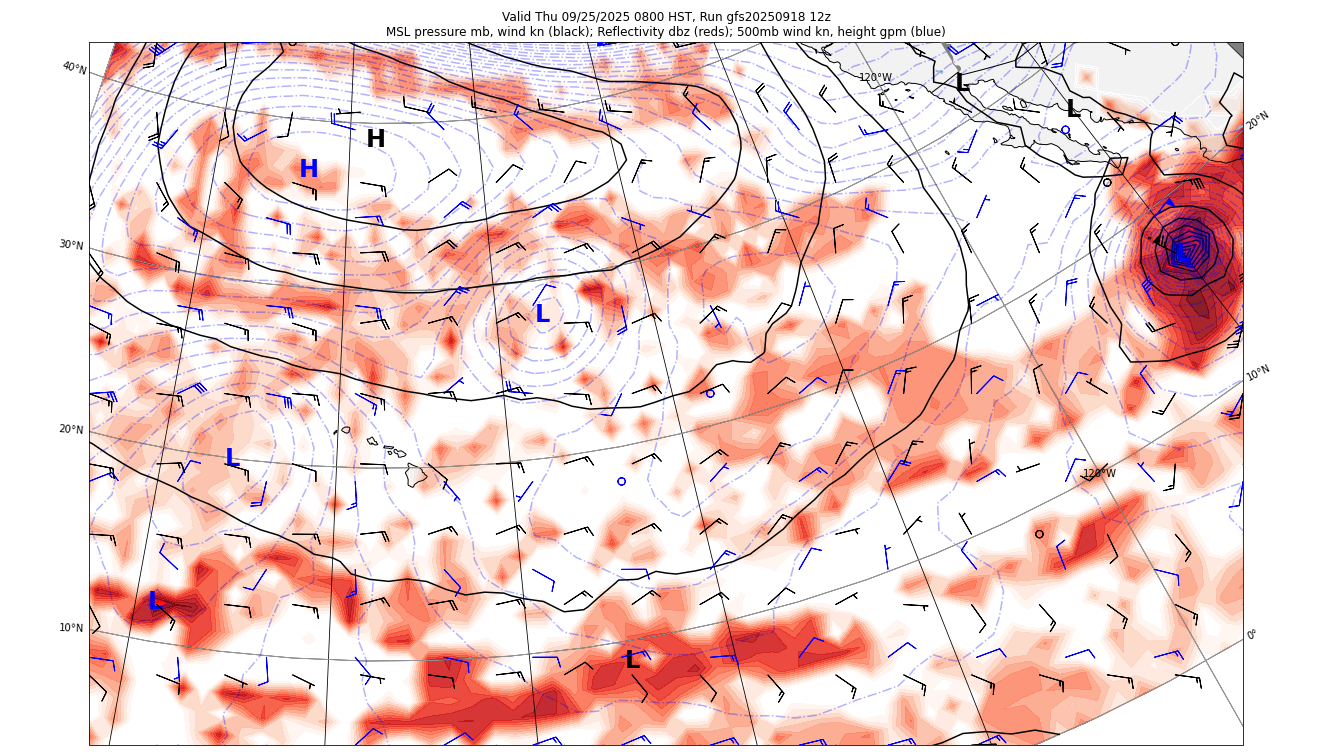 Valid Thu 09/25/2025 0800 HST, Run gfs20250918 12z
MSL pressure mb, wind kn (black); Reflectivity dbz (reds); 500mb wind kn, height gpm (blue)
40°N
120°W
L
L
20°N
H
H
30°N
L
L
10°N
20°N
L
120°W
L
10°N
0°
L